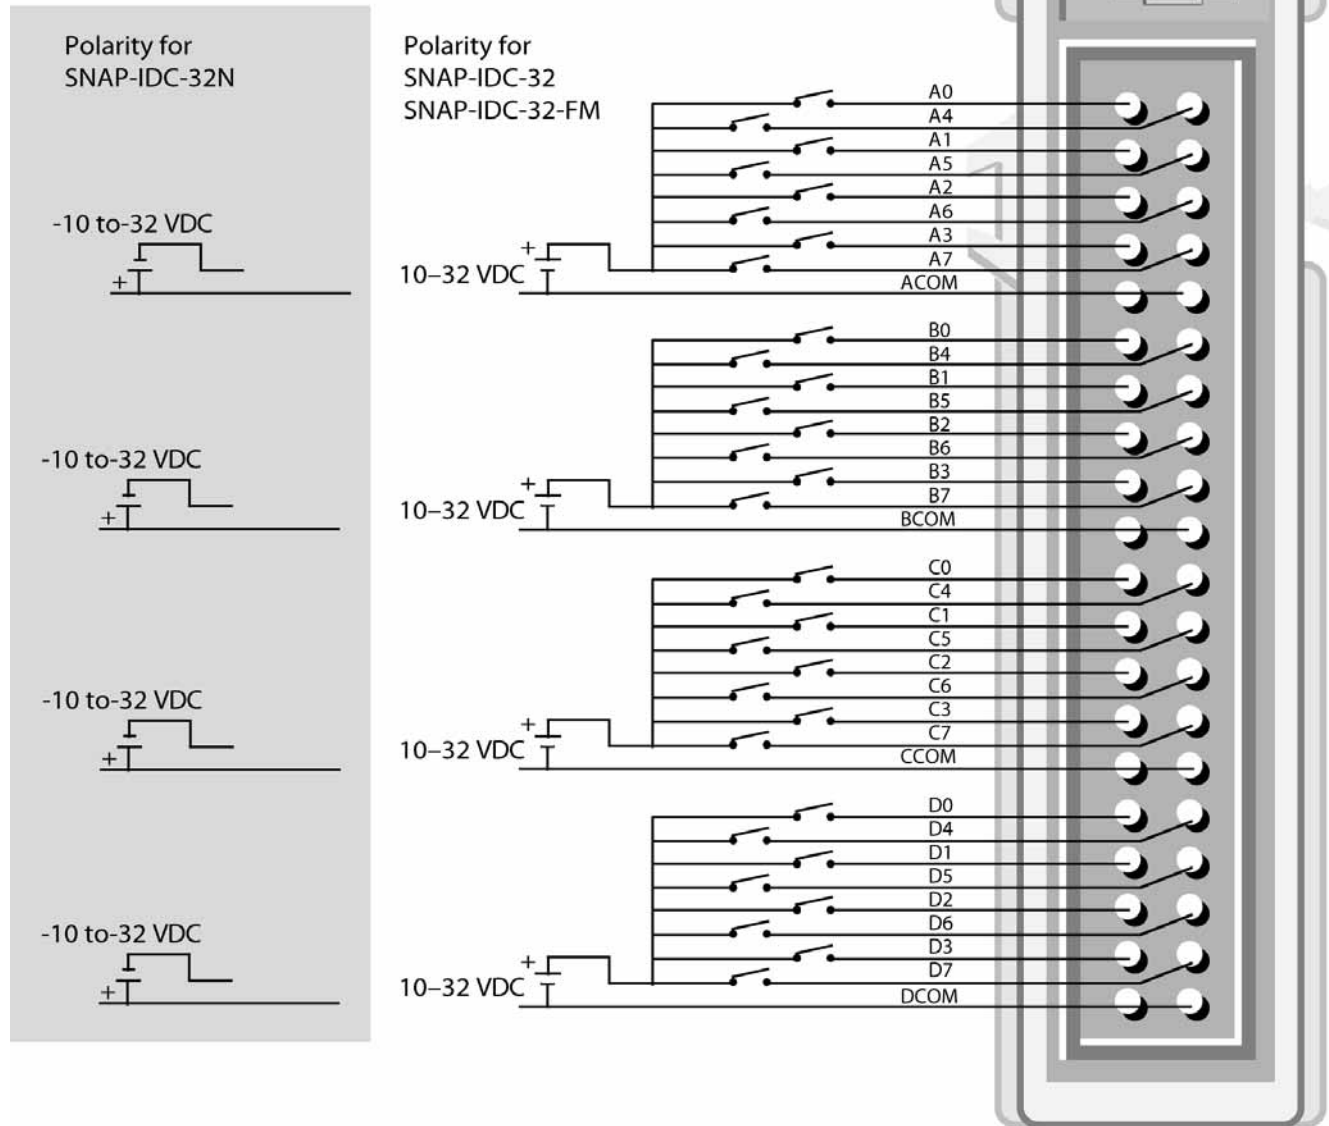 Polarity for
SNAP-IDC-32N
Polarity for
SNAP-IDC-32
SNAP-IDC-32-FM
-10 to-32 VDC
+
10–32 VDC
+
A0
A4
A1
A5
A2
A6
A3
A7
ACOM
-10 to-32 VDC
+
10–32 VDC
+
B0
B4
B1
B5
B2
B6
B3
B7
BCOM
-10 to-32 VDC
+
10–32 VDC
+
C0
C4
C1
C5
C2
C6
C3
C7
CCOM
-10 to-32 VDC
+
10–32 VDC
+
D0
D4
D1
D5
D2
D6
D3
D7
DCOM